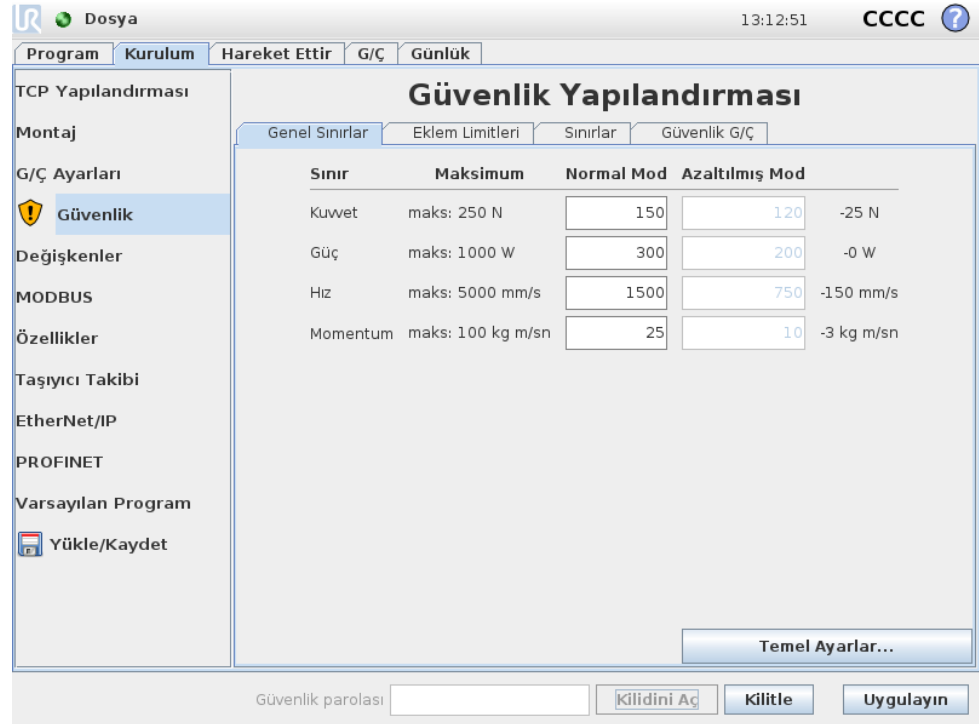 UR Dosya 13:12:51 CCCC ?
Program Kurulum Hareket Ettir G/Ç Günlük
TCP Yapılandırması
Montaj
G/Ç Ayarları
Güvenlik
Değişkenler
MODBUS
Özellikler
Taşıyıcı Takibi
EtherNet/IP
PROFINET
Varsayılan Program
Yükle/Kaydet
Güvenlik Yapılandırması
Genel Sınırlar Eklem Limitleri Sınırlar Güvenlik G/Ç
Sınır Maksimum Normal Mod Azaltılmış Mod
Kuvvet maks: 250 N 150 120 -25 N
Güç maks: 1000 W 300 200 -0 W
Hız maks: 5000 mm/s 1500 750 -150 mm/s
Momentum maks: 100 kg m/sn 25 10 -3 kg m/sn
Temel Ayarlar...
Güvenlik parolası Kilidini Aç Kilitle Uygulayın